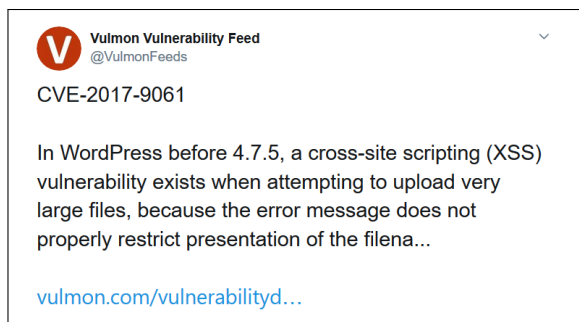 V
Vulmon Vulnerability Feed
@VulmonFeeds
CVE-2017-9061
In WordPress before 4.7.5, a cross-site scripting (XSS)
vulnerability exists when attempting to upload very
large files, because the error message does not
properly restrict presentation of the filena...
vulmon.com/vulnerabilityd...